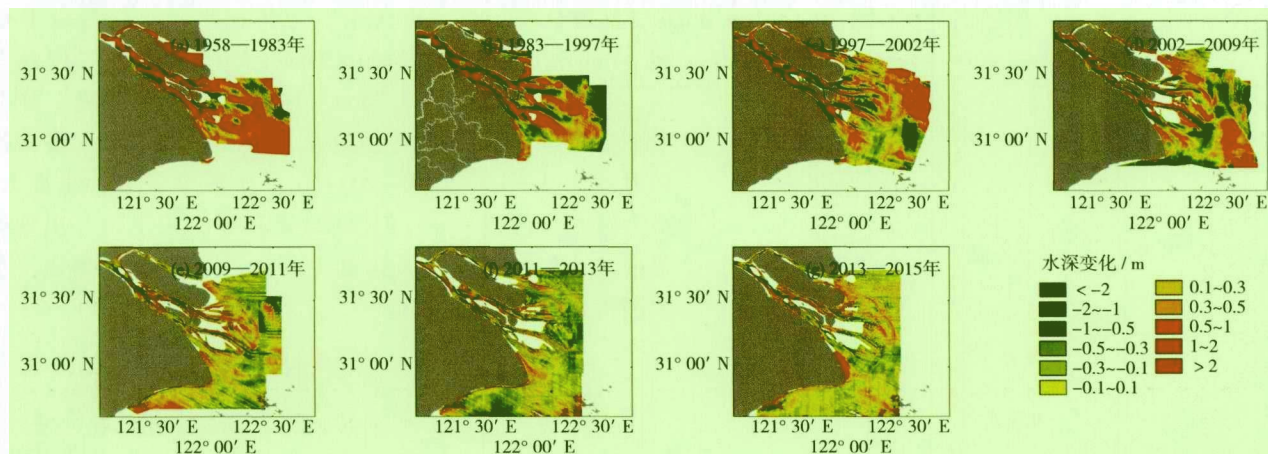 (a) 1958—1983年
(b) 1983—1997年
(c) 1997—2002年
(d) 2002—2009年
31° 30′ N
31° 30′ N
31° 30′ N
31° 30′ N
31° 00′ N
31° 00′ N
31° 00′ N
31° 00′ N
121° 30′ E 122° 30′ E
122° 00′ E
121° 30′ E 122° 30′ E
122° 00′ E
121° 30′ E 122° 30′ E
122° 00′ E
121° 30′ E 122° 30′ E
122° 00′ E
(e) 2009—2011年
(f) 2011—2013年
(g) 2013—2015年
31° 30′ N
31° 30′ N
31° 30′ N
31° 00′ N
31° 00′ N
31° 00′ N
121° 30′ E 122° 30′ E
122° 00′ E
121° 30′ E 122° 30′ E
122° 00′ E
121° 30′ E 122° 30′ E
122° 00′ E
水深变化 / m
< -2
-2~-1
-1~-0.5
-0.5~-0.3
-0.3~-0.1
-0.1~0.1
0.1~0.3
0.3~0.5
0.5~1
1~2
> 2